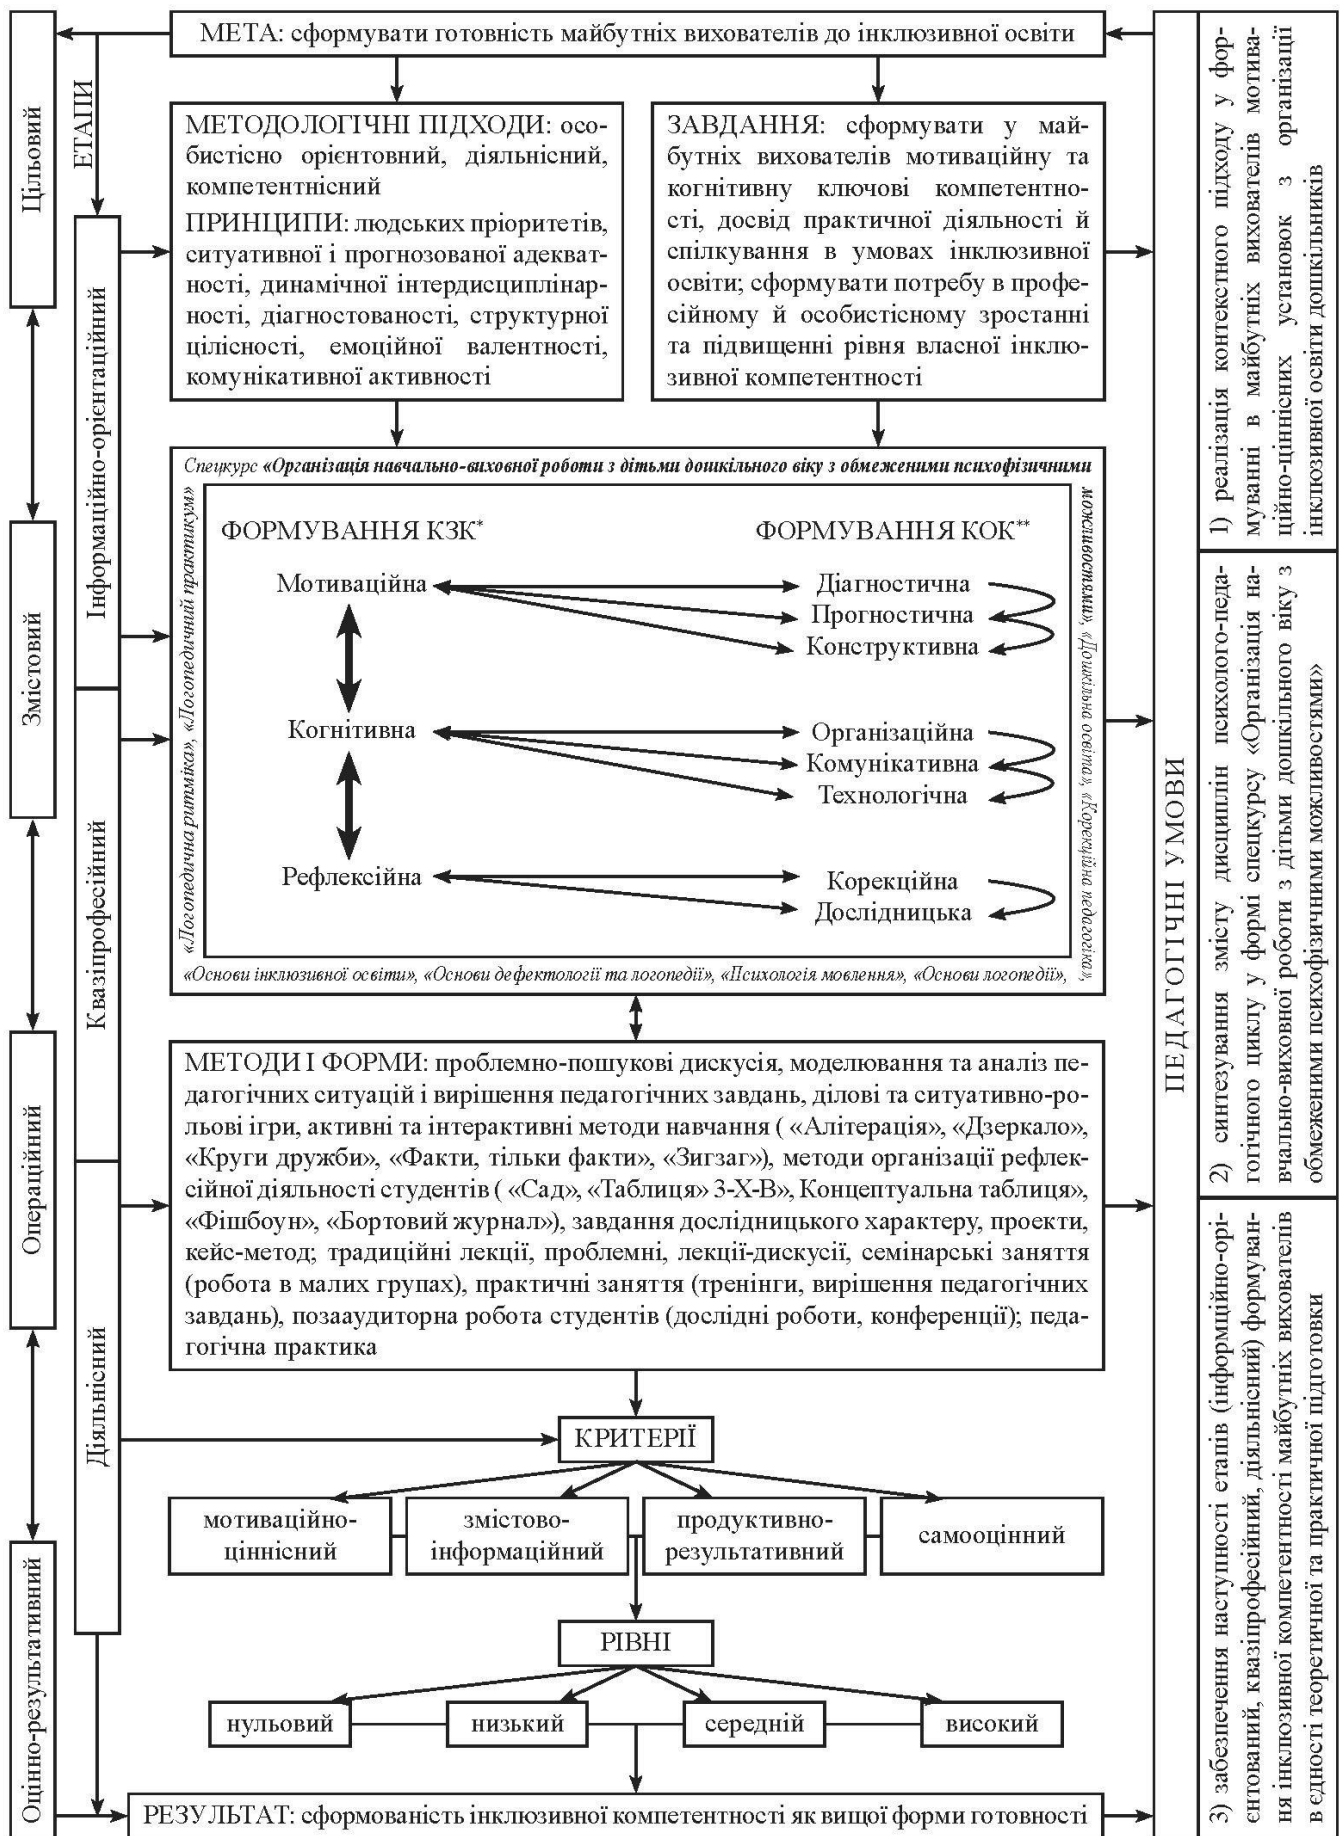 МЕТА: сформувати готовність майбутніх вихователів до інклюзивної освіти
Цільовий
ЕТАПИ
МЕТОДОЛОГІЧНІ ПІДХОДИ: осо-
бистісно орієнтовний, діяльнісний,
компетентнісний
ПРИНЦИПИ: людських пріоритетів,
ситуативної і прогнозованої адекват-
ності, динамічної інтердисциплінар-
ності, діагностованості, структурної
цілісності, емоційної валентності,
комунікативної активності
ЗАВДАННЯ: сформувати у май-
бутніх вихователів мотиваційну та
когнітивну ключові компетентно-
сті, досвід практичної діяльності й
спілкування в умовах інклюзивної
освіти; сформувати потребу в профе-
сійному й особистісному зростанні
та підвищенні рівня власної інклю-
зивної компетентності
Інформаційно-орієнтаційний
Змістовий
Квазіпрофесійний
Операційний
Діяльнісний
Оцінно-результативний
Спецкурс «Організація навчально-виховної роботи з дітьми дошкільного віку з обмеженими психофізичними
можливостями», «Дошкільна освіта», «Корекційна педагогіка»,
«Основи інклюзивної освіти», «Основи дефектології та логопедії», «Психологія мовлення», «Основи логопедії»,
«Логопедична ритміка», «Логопедичний практикум»
ФОРМУВАННЯ КЗК*
ФОРМУВАННЯ КОК**
Мотиваційна
Діагностична
Прогностична
Конструктивна
Когнітивна
Організаційна
Комунікативна
Технологічна
Рефлексійна
Корекційна
Дослідницька
МЕТОДИ І ФОРМИ: проблемно-пошукові дискусія, моделювання та аналіз пе-
дагогічних ситуацій і вирішення педагогічних завдань, ділові та ситуативно-ро-
льові ігри, активні та інтерактивні методи навчання ( «Алітерація», «Дзеркало»,
«Круги дружби», «Факти, тільки факти», «Зигзаг»), методи організації рефлек-
сійної діяльності студентів ( «Сад», «Таблиця» З-Х-В», Концептуальна таблиця»,
«Фішбоун», «Бортовий журнал»), завдання дослідницького характеру, проекти,
кейс-метод; традиційні лекції, проблемні, лекції-дискусії, семінарські заняття
(робота в малих групах), практичні заняття (тренінги, вирішення педагогічних
завдань), позааудиторна робота студентів (дослідні роботи, конференції); педа-
гогічна практика
КРИТЕРІЇ
мотиваційно-
ціннісний
змістово-
інформаційний
продуктивно-
результативний
самооцінний
РІВНІ
нульовий
низький
середній
високий
РЕЗУЛЬТАТ: сформованість інклюзивної компетентності як вищої форми готовності
ПЕДАГОГІЧНІ УМОВИ
1) реалізація контекстного підходу у фор-
муванні в майбутніх вихователів мотива-
ційно-ціннісних установок з організації
інклюзивної освіти дошкільників
2) синтезування змісту дисциплін психолого-педа-
гогічного циклу у формі спецкурсу «Організація на-
вчально-виховної роботи з дітьми дошкільного віку з
обмеженими психофізичними можливостями»
3) забезпечення наступності етапів (інформційно-орі-
єнтований, квазіпрофесійний, діяльнісний) формуван-
ня інклюзивної компетентності майбутніх вихователів
в єдності теоретичної та практичної підготовки